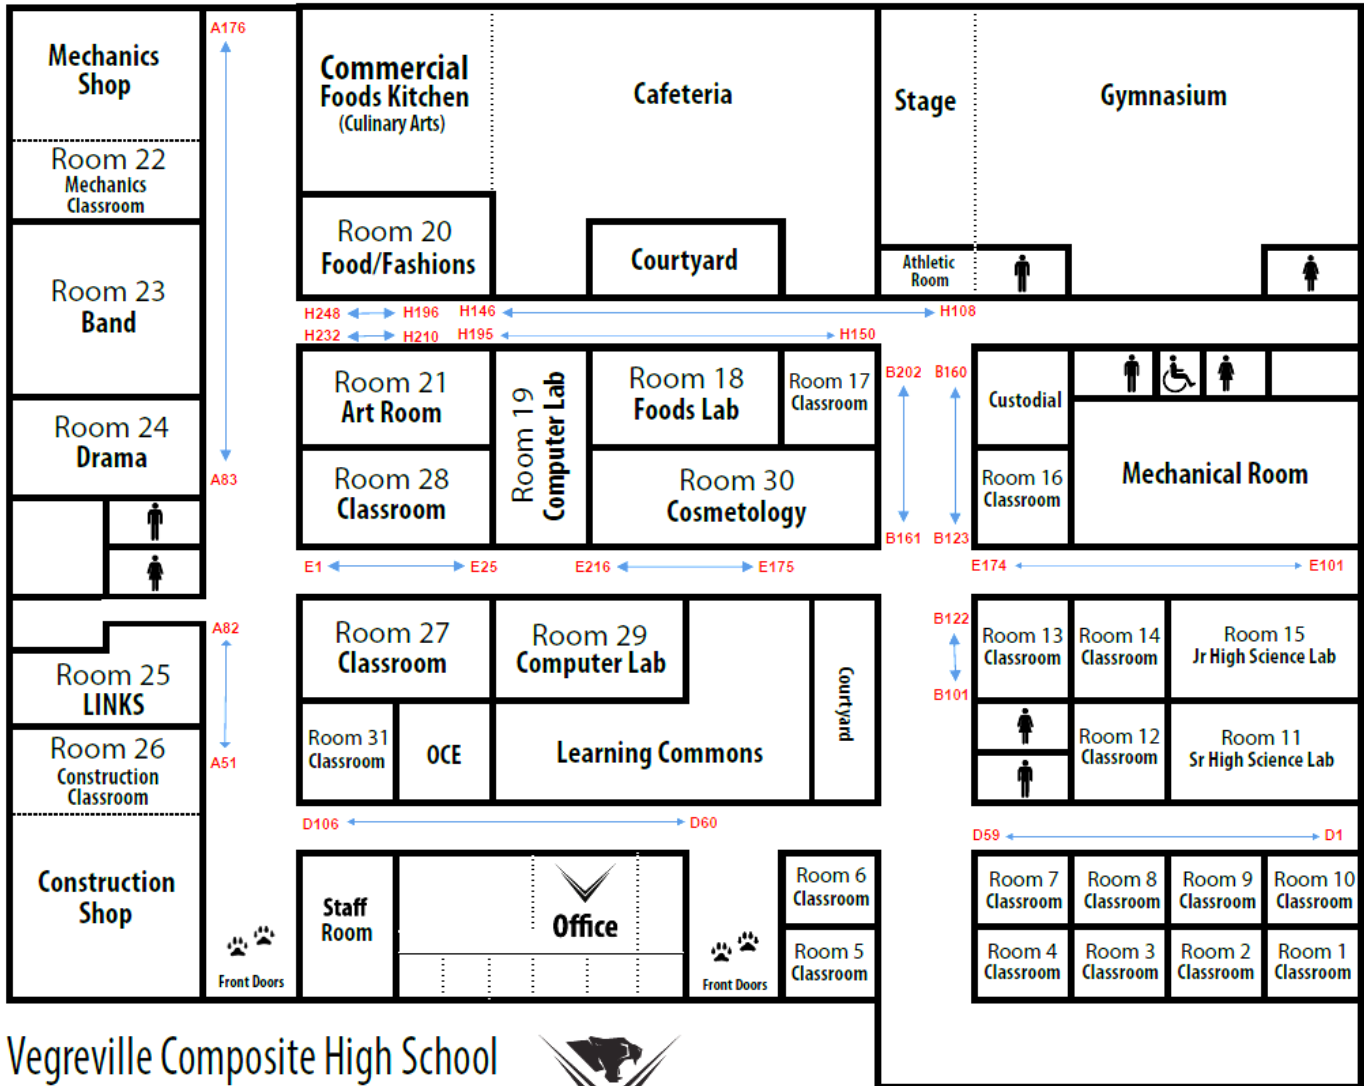 A176
Mechanics
Shop
Commercial
Foods Kitchen
(Culinary Arts)
Cafeteria
Stage
Gymnasium
Room 22
Mechanics
Classroom
Room 20
Food/Fashions
Courtyard
Athletic
Room
Room 23
Band
H248
H196
H146
H108
H232
H210
H195
H150
Room 21
Art Room
Room 19
Computer Lab
Room 18
Foods Lab
Room 17
Classroom
B202
B160
Custodial
Room 24
Drama
A83
Room 28
Classroom
Room 30
Cosmetology
Room 16
Classroom
Mechanical Room
B161
B123
E1
E25
E216
E175
E174
E101
A82
Room 27
Classroom
Room 29
Computer Lab
B122
B101
Room 13
Classroom
Room 14
Classroom
Room 15
Jr High Science Lab
Room 25
LINKS
Courtyard
Room 26
Construction
Classroom
A51
Room 31
Classroom
OCE
Learning Commons
Room 12
Classroom
Room 11
Sr High Science Lab
D106
D60
D59
D1
Construction
Shop
Staff
Room
Office
Room 6
Classroom
Room 7
Classroom
Room 8
Classroom
Room 9
Classroom
Room 10
Classroom
Front Doors
Front Doors
Room 5
Classroom
Room 4
Classroom
Room 3
Classroom
Room 2
Classroom
Room 1
Classroom
Vegreville Composite High School